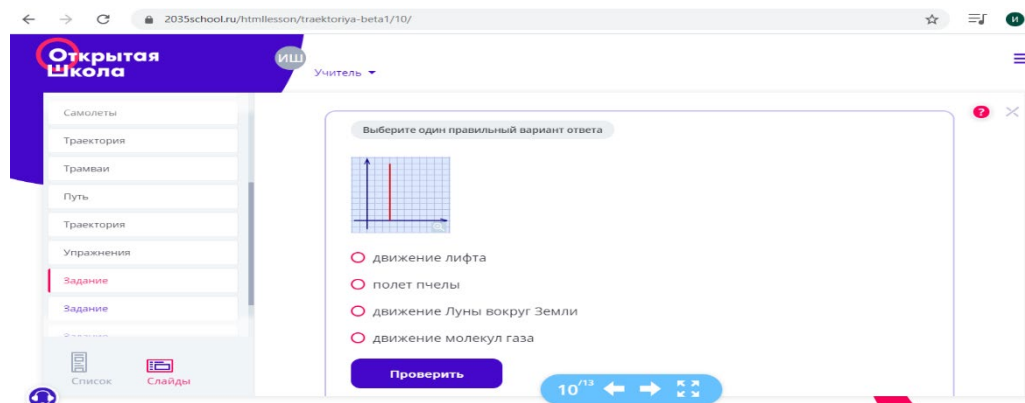 2035school.ru/htmllesson/traektoriya-beta1/10/
И
Открытая
Школа
ИШ
Учитель
Самолеты
Траектория
Трамваи
Путь
Траектория
Упражнения
Задание
Задание
Задание
Список
Слайды
?
Выберите один правильный вариант ответа
движение лифта
полет пчелы
движение Луны вокруг Земли
движение молекул газа
Проверить
10/13